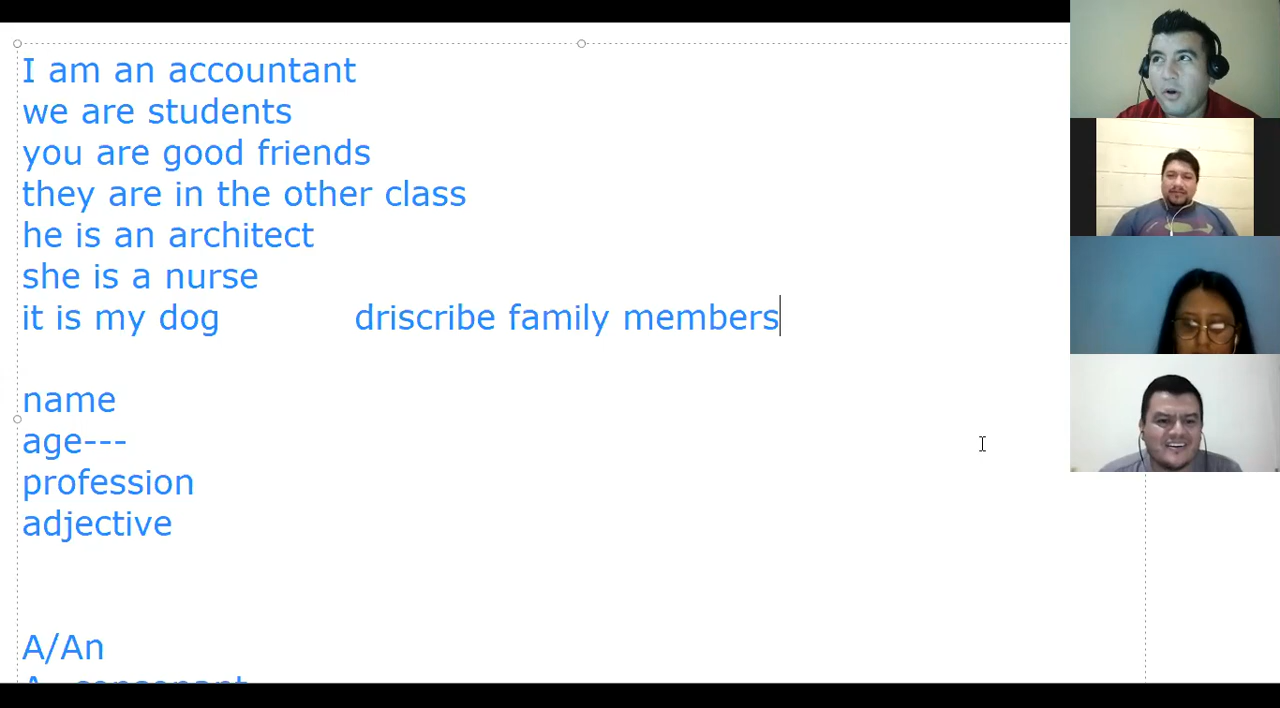 I am an accountant
we are students
you are good friends
they are in the other class
he is an architect
she is a nurse
it is my dog driscribe family members
name
age---
profession
adjective
A/An
A consonant